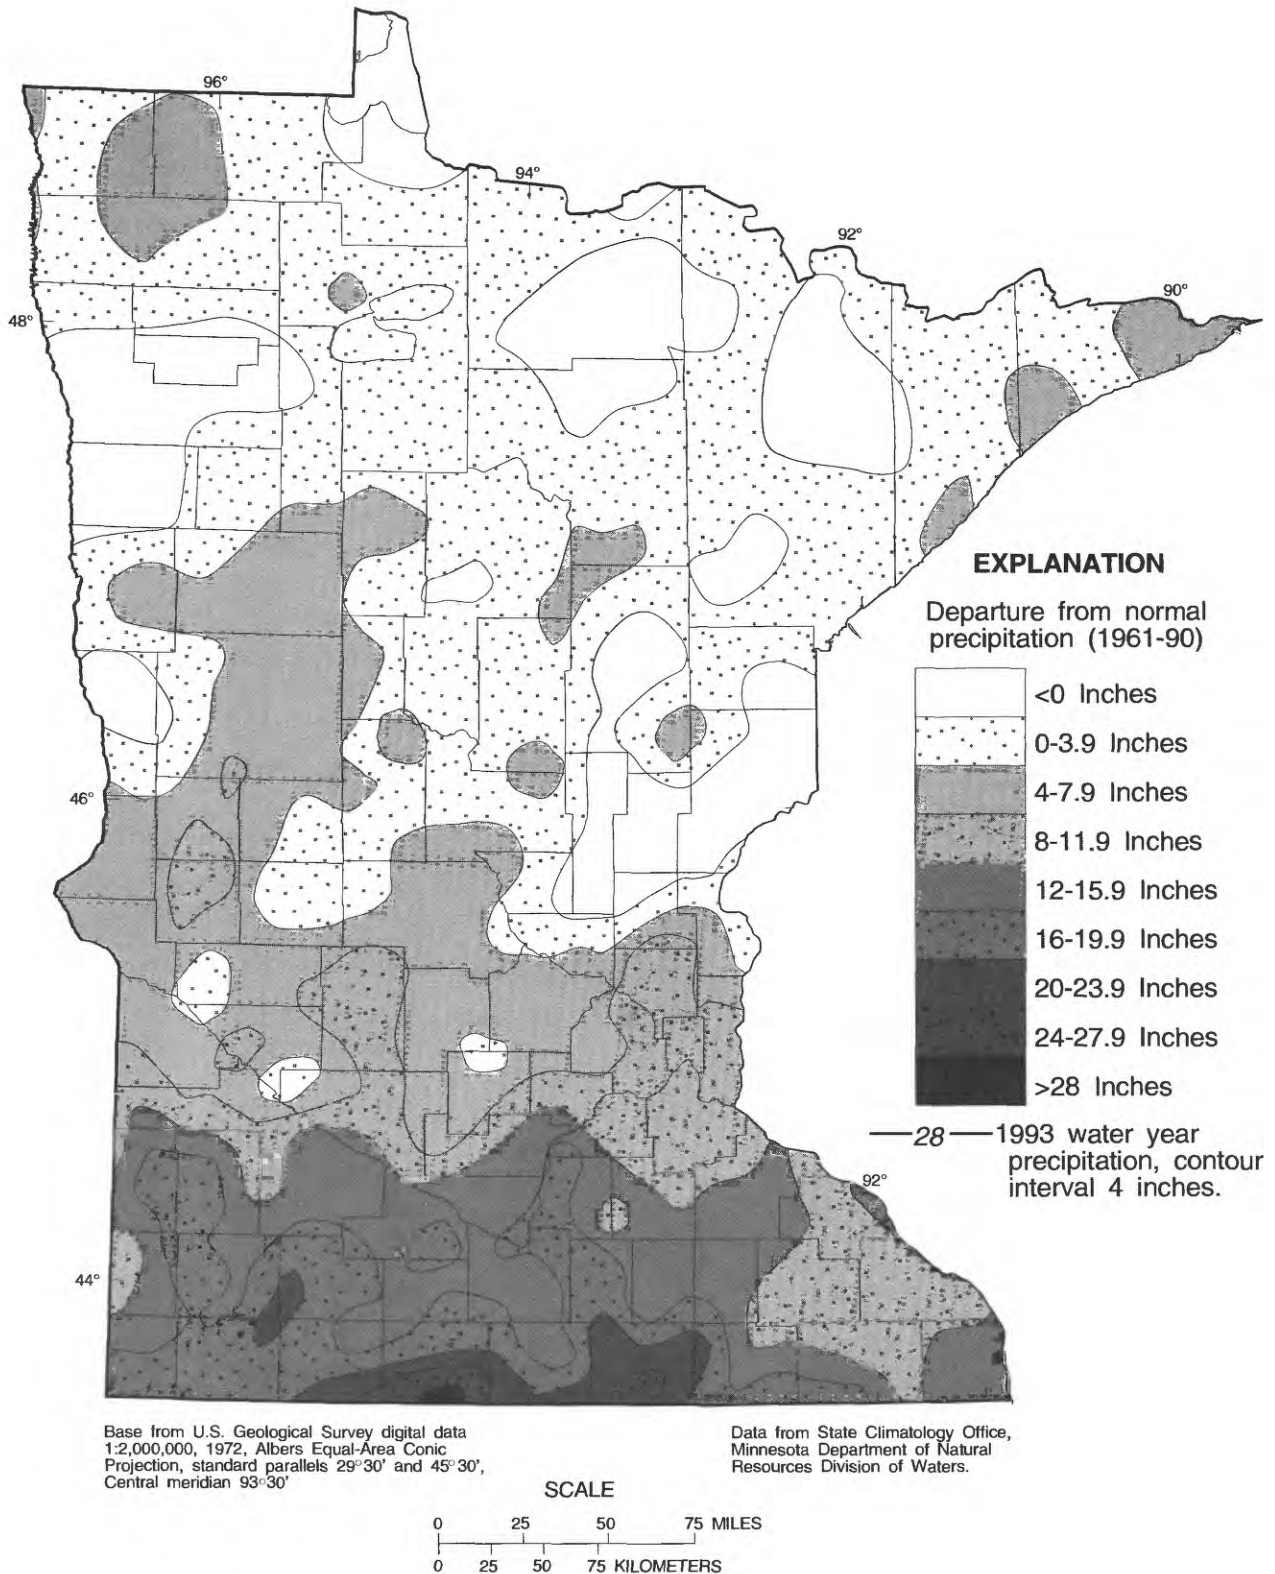 96°
94°
92°
90°
48°
46°
44°
92°
EXPLANATION
Departure from normal
precipitation (1961-90)
<0 Inches
0-3.9 Inches
4-7.9 Inches
8-11.9 Inches
12-15.9 Inches
16-19.9 Inches
20-23.9 Inches
24-27.9 Inches
>28 Inches
—28—1993 water year
precipitation, contour
interval 4 inches.
Base from U.S. Geological Survey digital data
1:2,000,000, 1972, Albers Equal-Area Conic
Projection, standard parallels 29°30' and 45°30',
Central meridian 93°30'
Data from State Climatology Office,
Minnesota Department of Natural
Resources Division of Waters.
SCALE
0 25 50 75 MILES
0 25 50 75 KILOMETERS